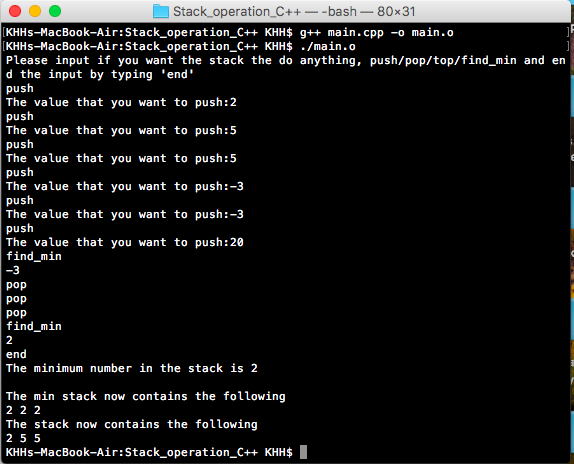 Stack_operation_C++ — -bash — 80×31
[KHHs-MacBook-Air:Stack_operation_C++ KHH$ g++ main.cpp -o main.o ]
[KHHs-MacBook-Air:Stack_operation_C++ KHH$ ./main.o ]
Please input if you want the stack the do anything, push/pop/top/find_min and en
d the input by typing 'end'
push
The value that you want to push:2
push
The value that you want to push:5
push
The value that you want to push:5
push
The value that you want to push:-3
push
The value that you want to push:-3
push
The value that you want to push:20
find_min
-3
pop
pop
pop
find_min
2
end
The minimum number in the stack is 2
The min stack now contains the following
2 2 2
The stack now contains the following
2 5 5
KHHs-MacBook-Air:Stack_operation_C++ KHH$